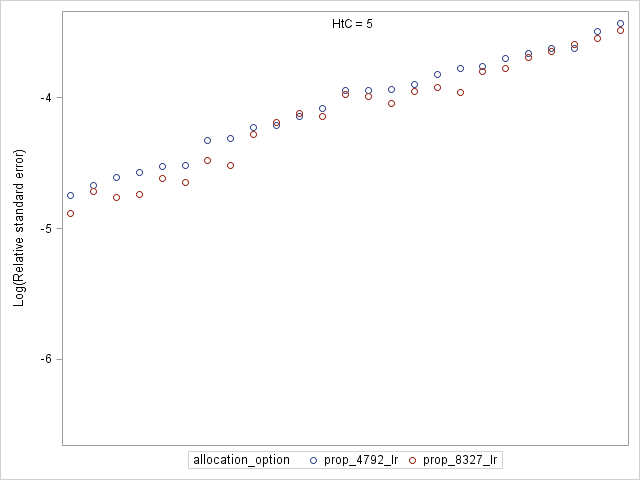 HtC = 5
-4
-5
-6
Log(Relative standard error)
allocation_option prop_4792_lr prop_8327_lr